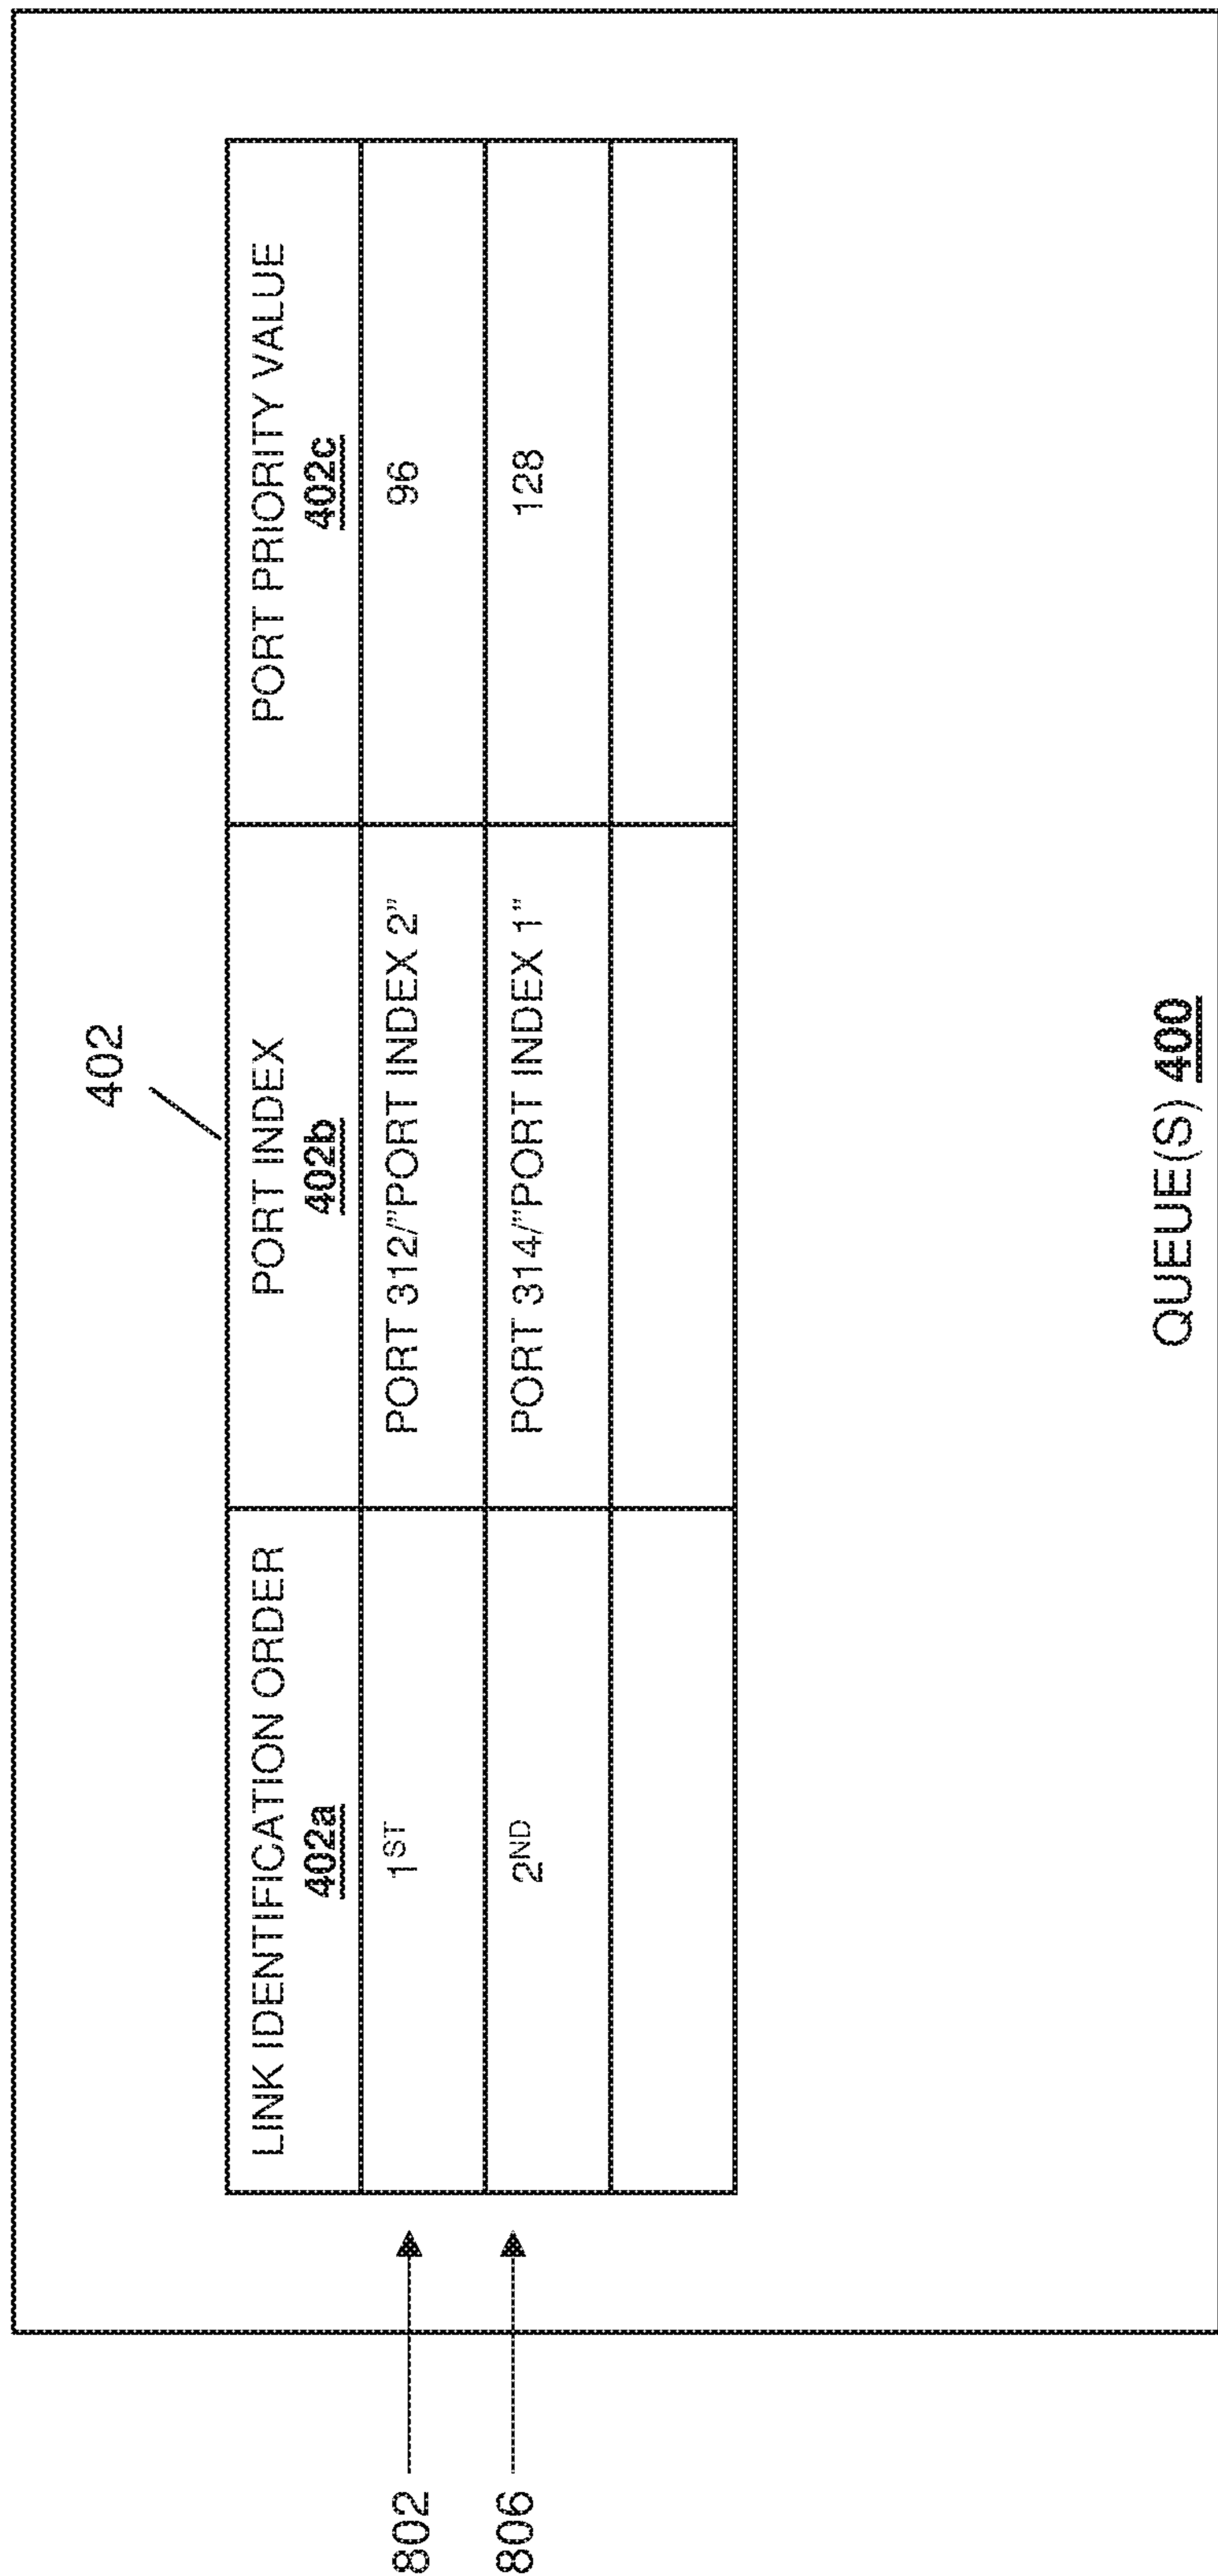 402
LINK IDENTIFICATION ORDER
402a
PORT INDEX
402b
PORT PRIORITY VALUE
402c
802
1ST
PORT 312/"PORT INDEX 2"
96
806
2ND
PORT 314/"PORT INDEX 1"
128
QUEUE(S) 400